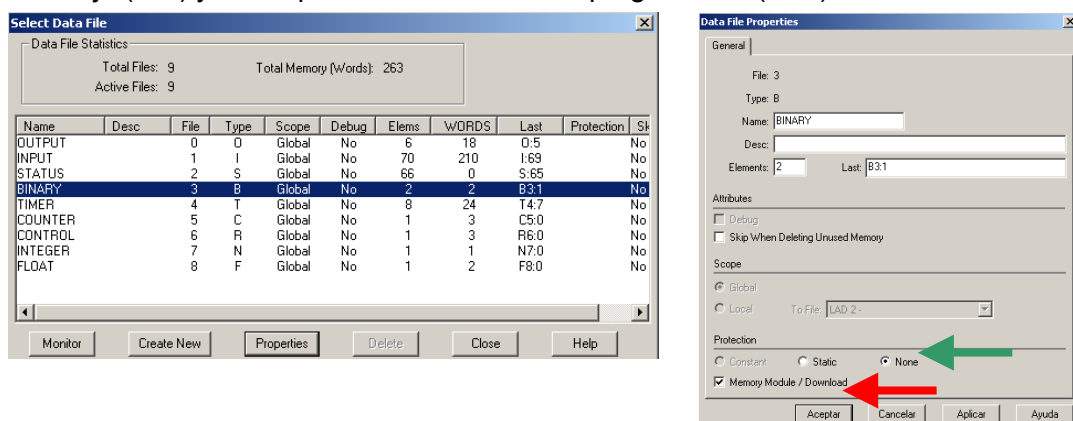 Select Data File
Data File Statistics
Total Files: 9 Total Memory (Words): 263
Active Files: 9
Name Desc File Type Scope Debug Elems WORDS Last Protection Sk
OUTPUT 0 O Global No 6 18 O:5 No
INPUT 1 I Global No 70 210 I:69 No
STATUS 2 S Global No 66 0 S:65 No
BINARY 3 B Global No 2 2 B3:1 No
TIMER 4 T Global No 8 24 T4:7 No
COUNTER 5 C Global No 1 3 C5:0 No
CONTROL 6 R Global No 1 3 R6:0 No
INTEGER 7 N Global No 1 1 N7:0 No
FLOAT 8 F Global No 1 2 F8:0 No
Monitor Create New Properties Delete Close Help
Data File Properties
General
File: 3
Type: B
Name: BINARY
Desc:
Elements: 2 Last: B3:1
Attributes
Debug
Skip When Deleting Unused Memory
Scope
Global
Local To File: LAD 2 -
Protection
Constant Static None
Memory Module / Download
Aceptar Cancelar Aplicar Ayuda